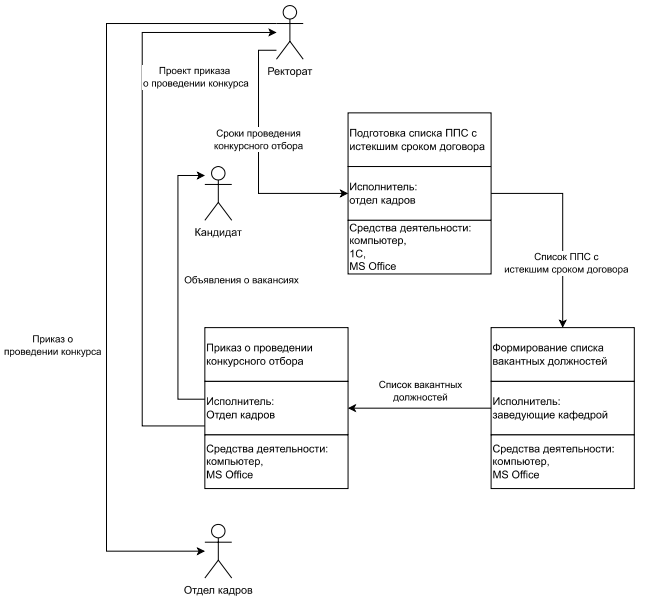 Ректорат
Проект приказа
о проведении конкурса
Сроки проведения
конкурсного отбора
Подготовка списка ППС с
истекшим сроком договора
Исполнитель:
отдел кадров
Средства деятельности:
компьютер,
1С,
MS Office
Кандидат
Список ППС с
истекшим сроком договора
Объявления о вакансиях
Приказ о
проведении конкурса
Приказ о проведении
конкурсного отбора
Исполнитель:
Отдел кадров
Средства деятельности:
компьютер,
MS Office
Список вакантных
должностей
Формирование списка
вакантных должностей
Исполнитель:
заведующие кафедрой
Средства деятельности:
компьютер,
MS Office
Отдел кадров